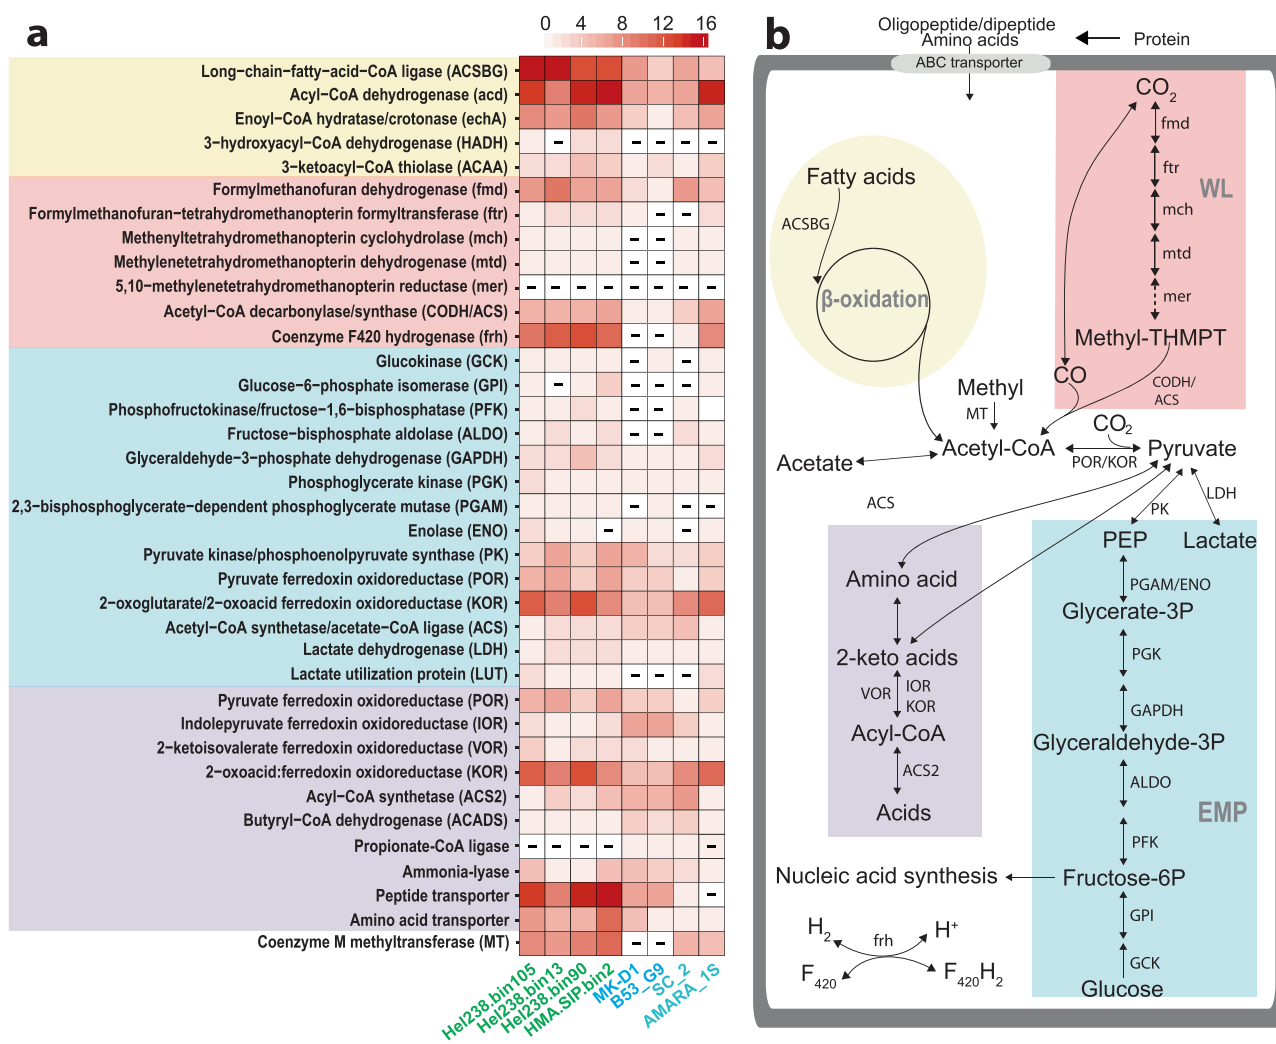 a
0 4 8 12 16
Long−chain−fatty−acid−CoA ligase (ACSBG)
Acyl−CoA dehydrogenase (acd)
Enoyl−CoA hydratase/crotonase (echA)
3−hydroxyacyl−CoA dehydrogenase (HADH)
3−ketoacyl−CoA thiolase (ACAA)
Formylmethanofuran dehydrogenase (fmd)
Formylmethanofuran−tetrahydromethanopterin formyltransferase (ftr)
Methenyltetrahydromethanopterin cyclohydrolase (mch)
Methylenetetrahydromethanopterin dehydrogenase (mtd)
5,10−methylenetetrahydromethanopterin reductase (mer)
Acetyl−CoA decarbonylase/synthase (CODH/ACS)
Coenzyme F420 hydrogenase (frh)
Glucokinase (GCK)
Glucose−6−phosphate isomerase (GPI)
Phosphofructokinase/fructose−1,6−bisphosphatase (PFK)
Fructose−bisphosphate aldolase (ALDO)
Glyceraldehyde−3−phosphate dehydrogenase (GAPDH)
Phosphoglycerate kinase (PGK)
2,3−bisphosphoglycerate−dependent phosphoglycerate mutase (PGAM)
Enolase (ENO)
Pyruvate kinase/phosphoenolpyruvate synthase (PK)
Pyruvate ferredoxin oxidoreductase (POR)
2−oxoglutarate/2−oxoacid ferredoxin oxidoreductase (KOR)
Acetyl−CoA synthetase/acetate−CoA ligase (ACS)
Lactate dehydrogenase (LDH)
Lactate utilization protein (LUT)
Pyruvate ferredoxin oxidoreductase (POR)
Indolepyruvate ferredoxin oxidoreductase (IOR)
2−ketoisovalerate ferredoxin oxidoreductase (VOR)
2−oxoacid:ferredoxin oxidoreductase (KOR)
Acyl−CoA synthetase (ACS2)
Butyryl−CoA dehydrogenase (ACADS)
Propionate−CoA ligase
Ammonia−lyase
Peptide transporter
Amino acid transporter
Coenzyme M methyltransferase (MT)
Hel238.bin105
Hel238.bin13
Hel238.bin90
HMA.SIP.bin2
MK-D1
B53_G9
SC_2
AMARA_1S
b
Oligopeptide/dipeptide
Amino acids
Protein
ABC transporter
CO2
fmd
ftr
WL
mch
mtd
mer
Methyl-THMPT
CO
CODH/
ACS
Fatty acids
ACSBG
β-oxidation
Methyl
MT
CO2
Acetate
Acetyl-CoA
POR/KOR
Pyruvate
ACS
PK
LDH
PEP
Lactate
Amino acid
PGAM/ENO
Glycerate-3P
2-keto acids
PGK
VOR
IOR
KOR
GAPDH
Acyl-CoA
Glyceraldehyde-3P
ACS2
ALDO
Acids
EMP
PFK
Nucleic acid synthesis
Fructose-6P
GPI
H2
frh
H+
F420
F420H2
GCK
Glucose